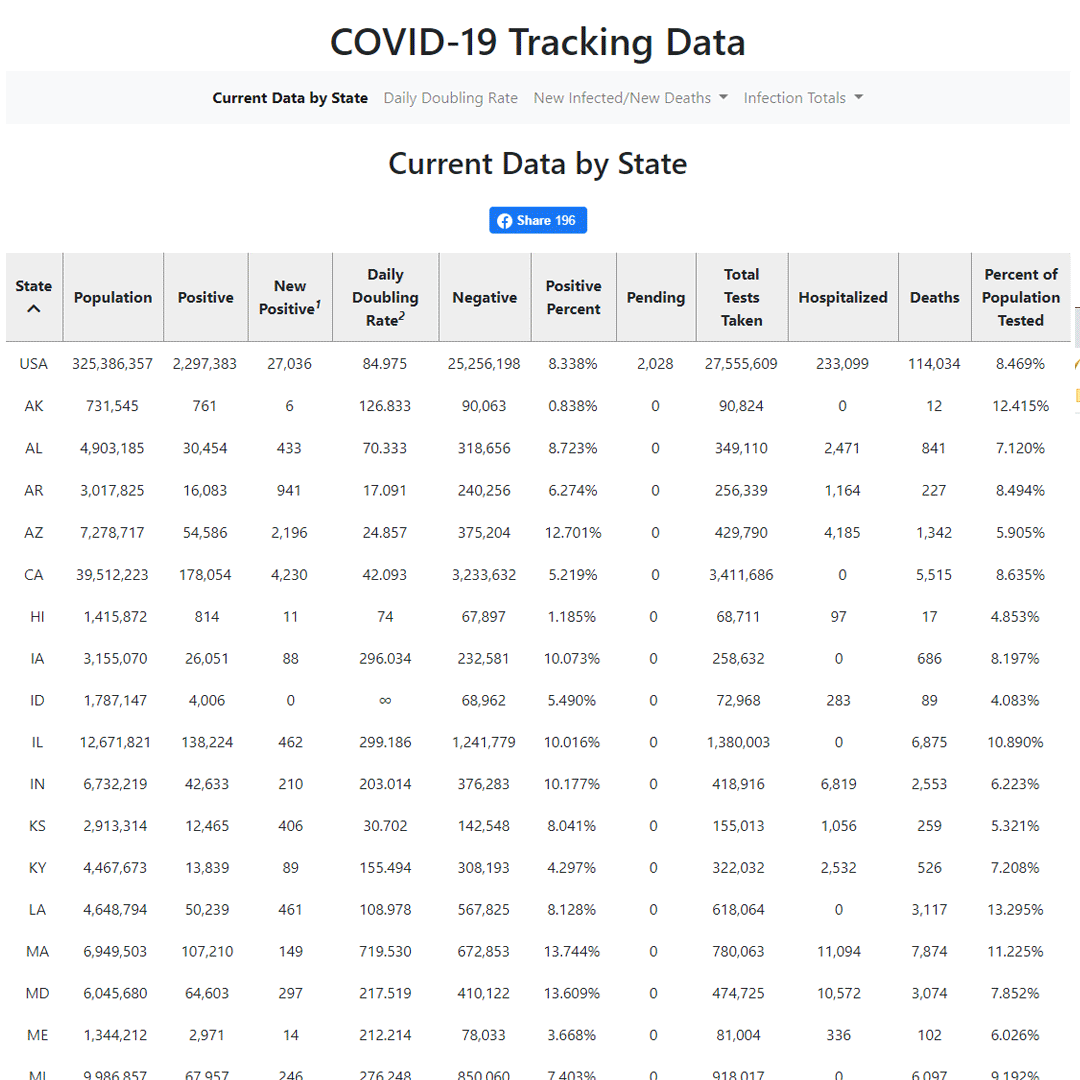 COVID-19 Tracking Data
Current Data by State Daily Doubling Rate New Infected/New Deaths Infection Totals
Current Data by State
Share 196
State Population Positive New Positive1 Daily Doubling Rate2 Negative Positive Percent Pending Total Tests Taken Hospitalized Deaths Percent of Population Tested
USA 325,386,357 2,297,383 27,036 84.975 25,256,198 8.338% 2,028 27,555,609 233,099 114,034 8.469%
AK 731,545 761 6 126.833 90,063 0.838% 0 90,824 0 12 12.415%
AL 4,903,185 30,454 433 70.333 318,656 8.723% 0 349,110 2,471 841 7.120%
AR 3,017,825 16,083 941 17.091 240,256 6.274% 0 256,339 1,164 227 8.494%
AZ 7,278,717 54,586 2,196 24.857 375,204 12.701% 0 429,790 4,185 1,342 5.905%
CA 39,512,223 178,054 4,230 42.093 3,233,632 5.219% 0 3,411,686 0 5,515 8.635%
HI 1,415,872 814 11 74 67,897 1.185% 0 68,711 97 17 4.853%
IA 3,155,070 26,051 88 296.034 232,581 10.073% 0 258,632 0 686 8.197%
ID 1,787,147 4,006 0 ∞ 68,962 5.490% 0 72,968 283 89 4.083%
IL 12,671,821 138,224 462 299.186 1,241,779 10.016% 0 1,380,003 0 6,875 10.890%
IN 6,732,219 42,633 210 203.014 376,283 10.177% 0 418,916 6,819 2,553 6.223%
KS 2,913,314 12,465 406 30.702 142,548 8.041% 0 155,013 1,056 259 5.321%
KY 4,467,673 13,839 89 155.494 308,193 4.297% 0 322,032 2,532 526 7.208%
LA 4,648,794 50,239 461 108.978 567,825 8.128% 0 618,064 0 3,117 13.295%
MA 6,949,503 107,210 149 719.530 672,853 13.744% 0 780,063 11,094 7,874 11.225%
MD 6,045,680 64,603 297 217.519 410,122 13.609% 0 474,725 10,572 3,074 7.852%
ME 1,344,212 2,971 14 212.214 78,033 3.668% 0 81,004 336 102 6.026%
MI 9,986,857 67,957 246 276.248 850,060 7.403% 0 918,017 0 6,097 9.192%